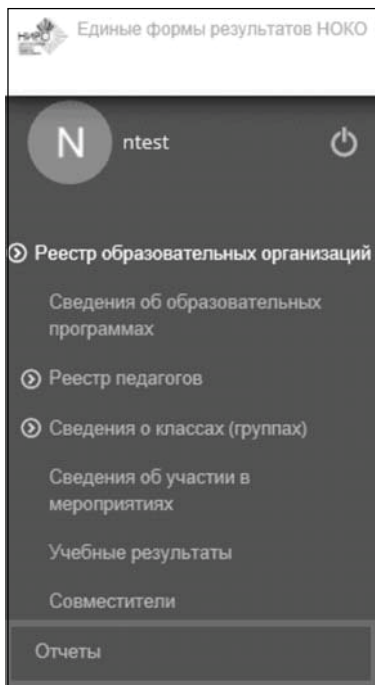 НИРО
Единые формы результатов НОКО
N
ntest
Реестр образовательных организаций
Сведения об образовательных
программах
Реестр педагогов
Сведения о классах (группах)
Сведения об участии в
мероприятиях
Учебные результаты
Совместители
Отчеты